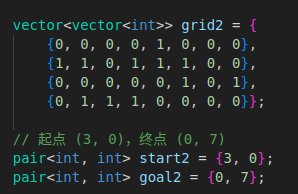 vector<vector<int>> grid2 = {
{0, 0, 0, 0, 1, 0, 0, 0},
{1, 1, 0, 1, 1, 1, 0, 0},
{0, 0, 0, 0, 0, 1, 0, 1},
{0, 1, 1, 1, 0, 0, 0, 0}};
// 起点 (3, 0)，终点 (0, 7)
pair<int, int> start2 = {3, 0};
pair<int, int> goal2 = {0, 7};